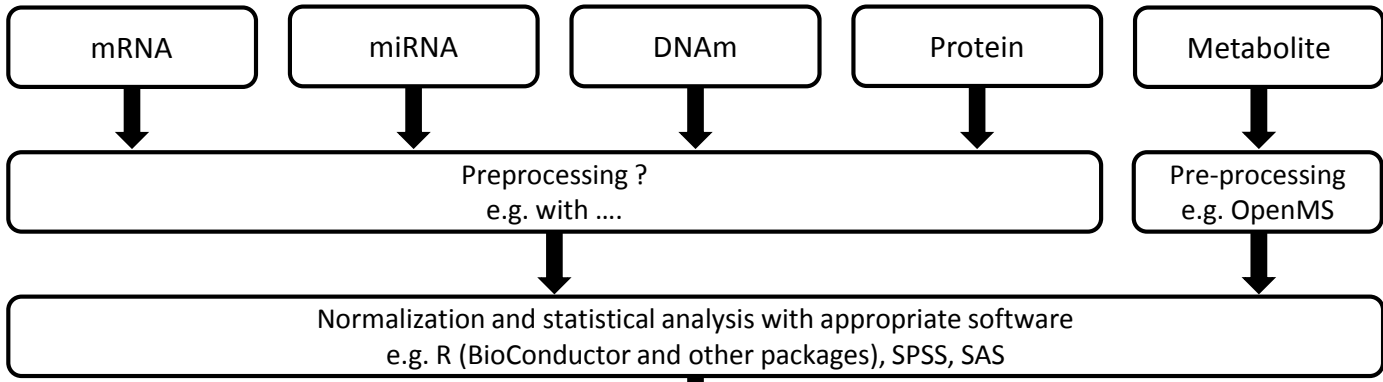 mRNA
miRNA
DNAm
Protein
Metabolite
Preprocessing ?
e.g. with ....
Pre-processing
e.g. OpenMS
Normalization and statistical analysis with appropriate software
e.g. R (BioConductor and other packages), SPSS, SAS